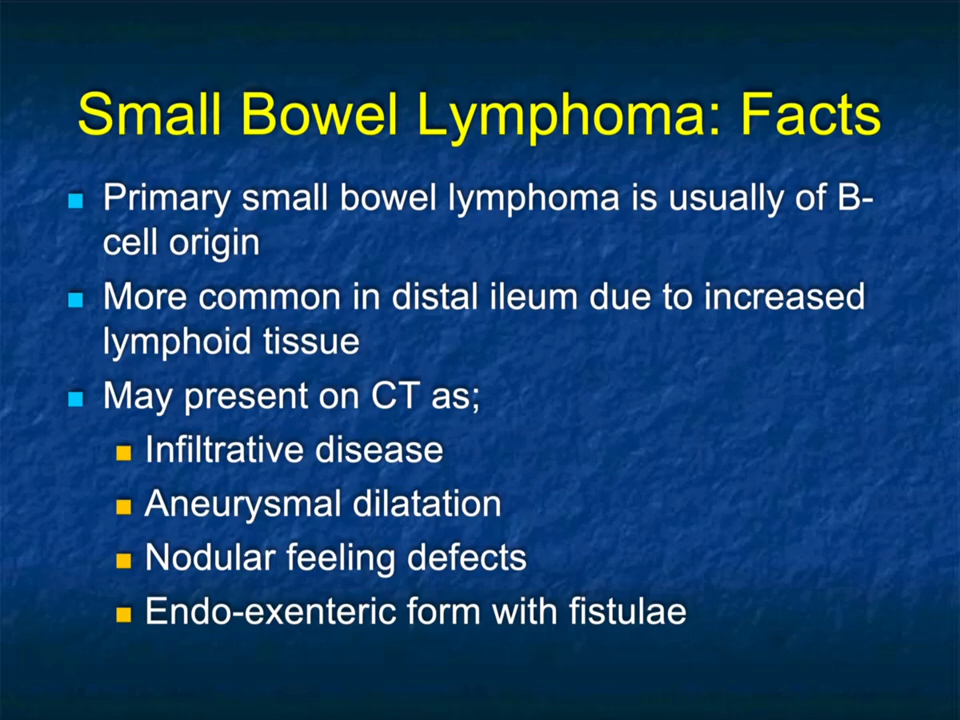 Small Bowel Lymphoma: Facts
Primary small bowel lymphoma is usually of B-
cell origin
More common in distal ileum due to increased
lymphoid tissue
May present on CT as;
Infiltrative disease
Aneurysmal dilatation
Nodular feeling defects
Endo-exenteric form with fistulae